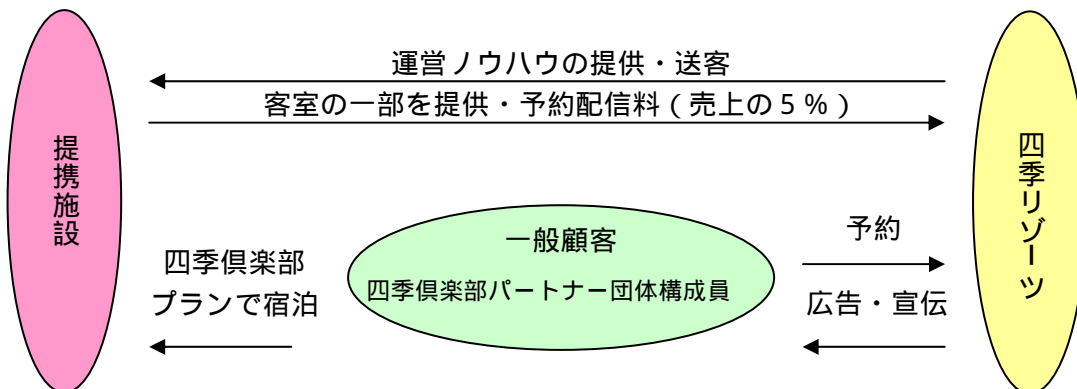 運営ノウハウの提供・送客
客室の一部を提供・予約配信料(売上の5%)
提携施設
四季リゾーツ
一般顧客
四季倶楽部パートナー団体構成員
四季倶楽部
プランで宿泊
予約
広告・宣伝